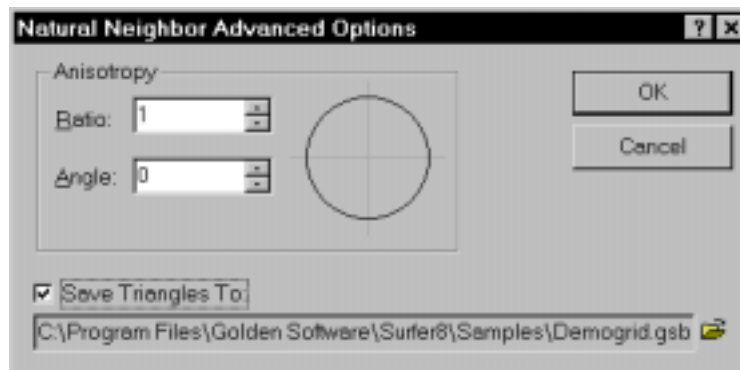 Natural Neighbor Advanced Options
Anisotropy
Ratio: 1
Angle: 0
OK
Cancel
Save Triangles To:
C:\Program Files\Golden Software\Surfer8\Samples\Demogrid.gsb